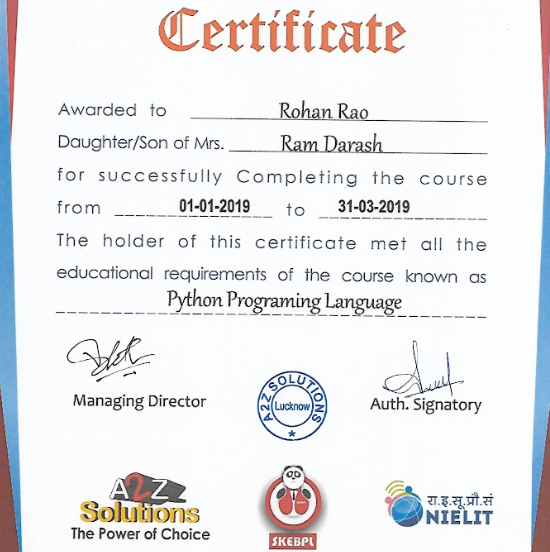 Certificate
Awarded to Rohan Rao
Daughter/Son of Mrs. Ram Darash
for successfully Completing the course
from 01-01-2019 to 31-03-2019
The holder of this certificate met all the
educational requirements of the course known as
Python Programing Language
Managing Director
A2Z SOLUTIONS
Lucknow
Auth. Signatory
A2Z
Solutions
The Power of Choice
SKEBPL
रा.इ.सू.प्रौ.सं
NIELIT